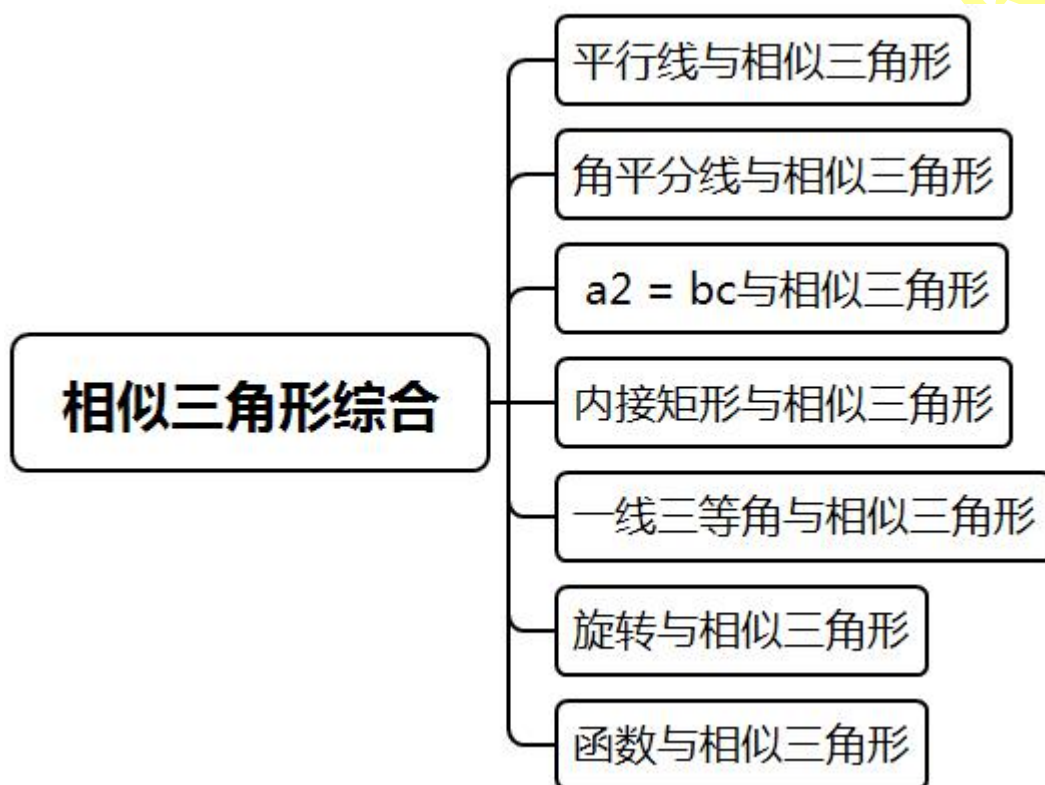 平行线与相似三角形
角平分线与相似三角形
a2 = bc与相似三角形
内接矩形与相似三角形
相似三角形综合
一线三等角与相似三角形
旋转与相似三角形
函数与相似三角形